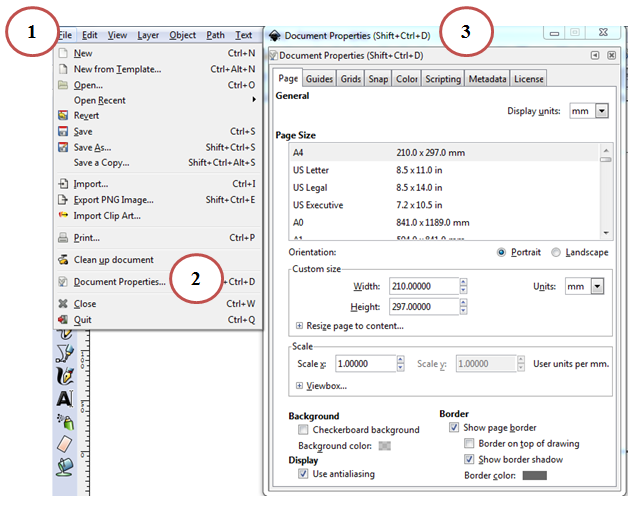 1
File Edit View Layer Object Path Text
New Ctrl+N
New from Template... Ctrl+Alt+N
Open... Ctrl+O
Open Recent
Revert
Save Ctrl+S
Save As... Shift+Ctrl+S
Save a Copy... Shift+Ctrl+Alt+S
Import... Ctrl+I
Export PNG Image... Shift+Ctrl+E
Import Clip Art...
Print... Ctrl+P
Clean up document
Document Properties... 2 +Ctrl+D
Close Ctrl+W
Quit Ctrl+Q
Document Properties (Shift+Ctrl+D) 3
Document Properties (Shift+Ctrl+D)
Page Guides Grids Snap Color Scripting Metadata License
General
Display units: mm
Page Size
A4 210.0 x 297.0 mm
US Letter 8.5 x 11.0 in
US Legal 8.5 x 14.0 in
US Executive 7.2 x 10.5 in
A0 841.0 x 1189.0 mm
A1 594.0 x 841.0 mm
Orientation: Portrait Landscape
Custom size
Width: 210.00000 Units: mm
Height: 297.00000
Resize page to content...
Scale
Scale x: 1.00000 Scale y: 1.00000 User units per mm.
Viewbox...
Background
Checkerboard background
Background color:
Display
Use antialiasing
Border
Show page border
Border on top of drawing
Show border shadow
Border color: